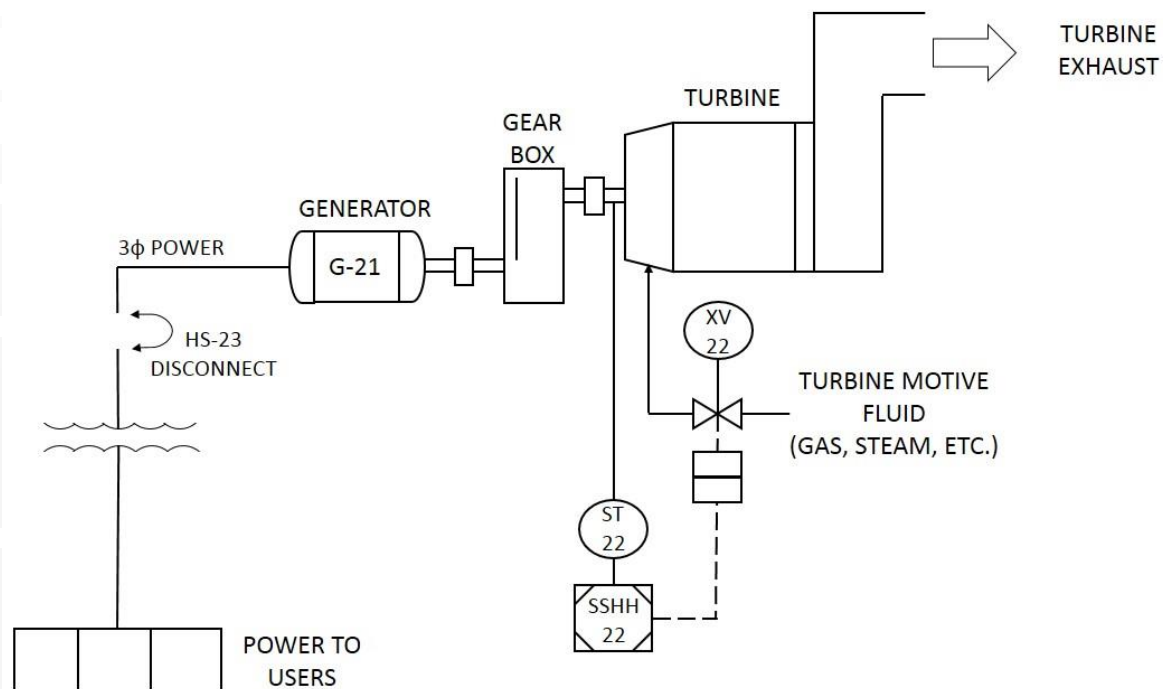 TURBINE
EXHAUST
TURBINE
GEAR
BOX
GENERATOR
3ϕ POWER
G-21
HS-23
DISCONNECT
XV
22
TURBINE MOTIVE
FLUID
(GAS, STEAM, ETC.)
ST
22
SSHH
22
POWER TO
USERS